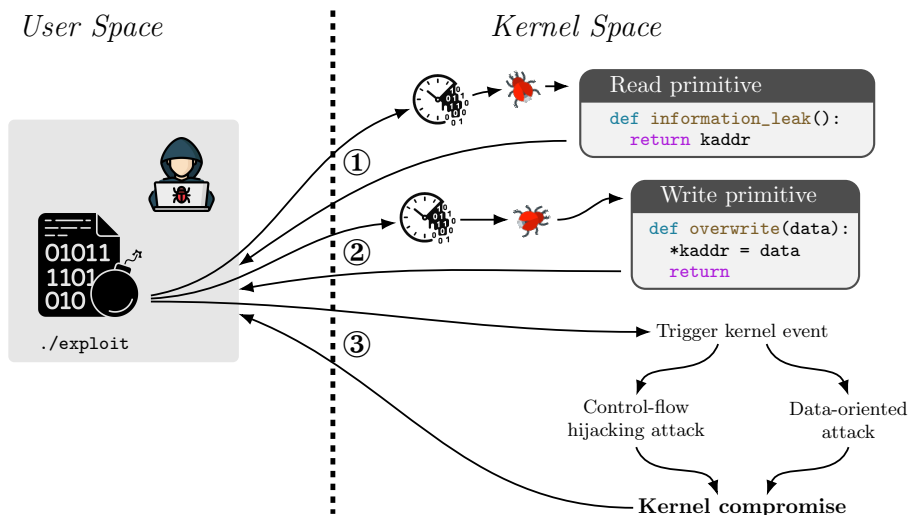 User Space
Kernel Space
Read primitive
def information_leak():
return kaddr
①
Write primitive
def overwrite(data):
*kaddr = data
return
②
01011
1101
010
./exploit
③
Trigger kernel event
Control-flow
hijacking attack
Data-oriented
attack
Kernel compromise